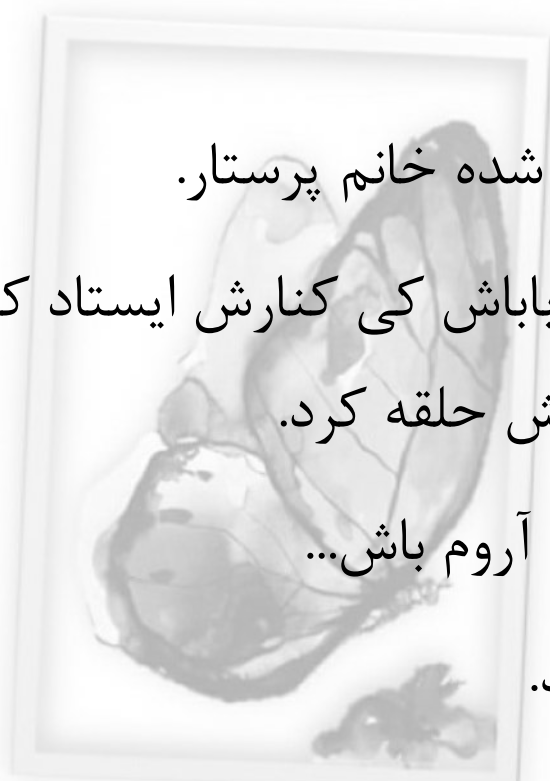 شده خانم پرستار.
باباش کی کنارش ایستاد
حلقه کرد.
آروم باش...